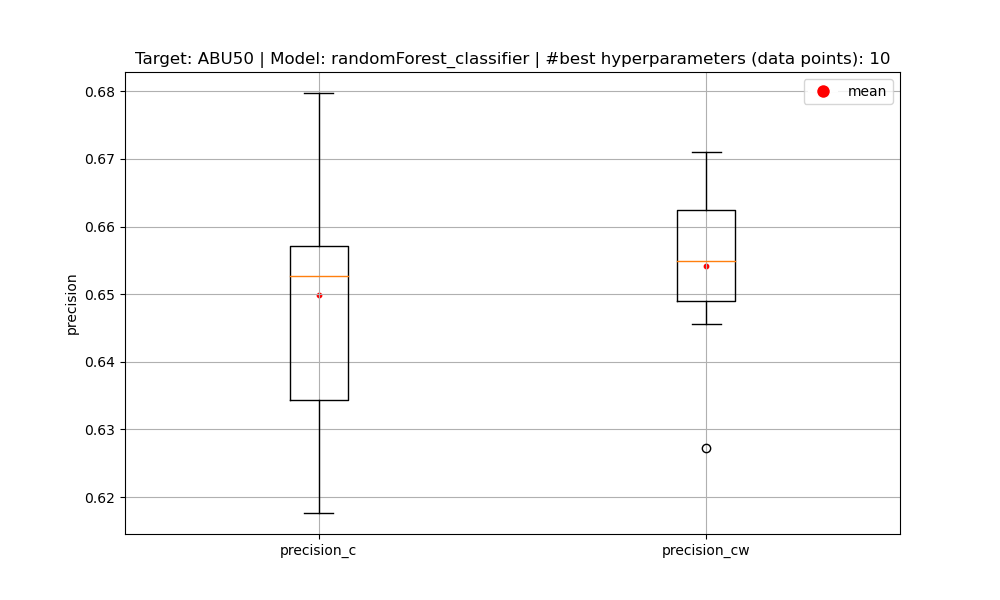 Target: ABU50 | Model: randomForest_classifier | #best hyperparameters (data points): 10
mean
0.68
0.67
0.66
0.65
0.64
0.63
0.62
precision
precision_c
precision_cw